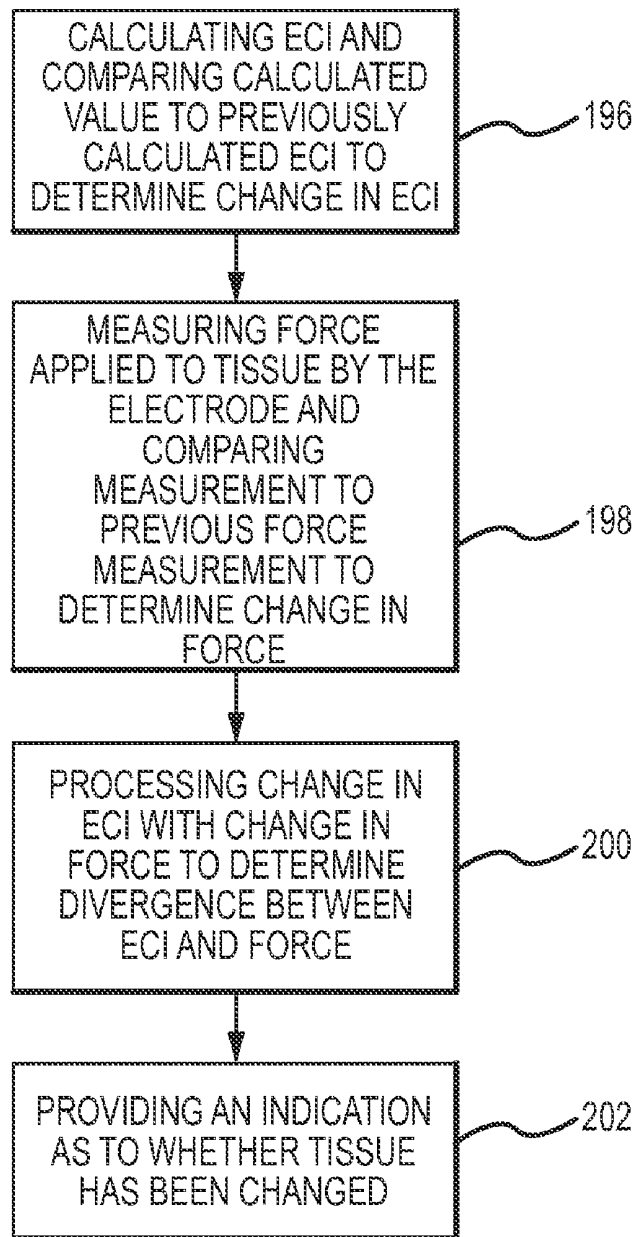 CALCULATING ECI AND
COMPARING CALCULATED
VALUE TO PREVIOUSLY
CALCULATED ECI TO
DETERMINE CHANGE IN ECI
196
MEASURING FORCE
APPLIED TO TISSUE BY THE
ELECTRODE AND
COMPARING
MEASUREMENT TO
PREVIOUS FORCE
MEASUREMENT TO
DETERMINE CHANGE IN
FORCE
198
PROCESSING CHANGE IN
ECI WITH CHANGE IN
FORCE TO DETERMINE
DIVERGENCE BETWEEN
ECI AND FORCE
200
PROVIDING AN INDICATION
AS TO WHETHER TISSUE
HAS BEEN CHANGED
202